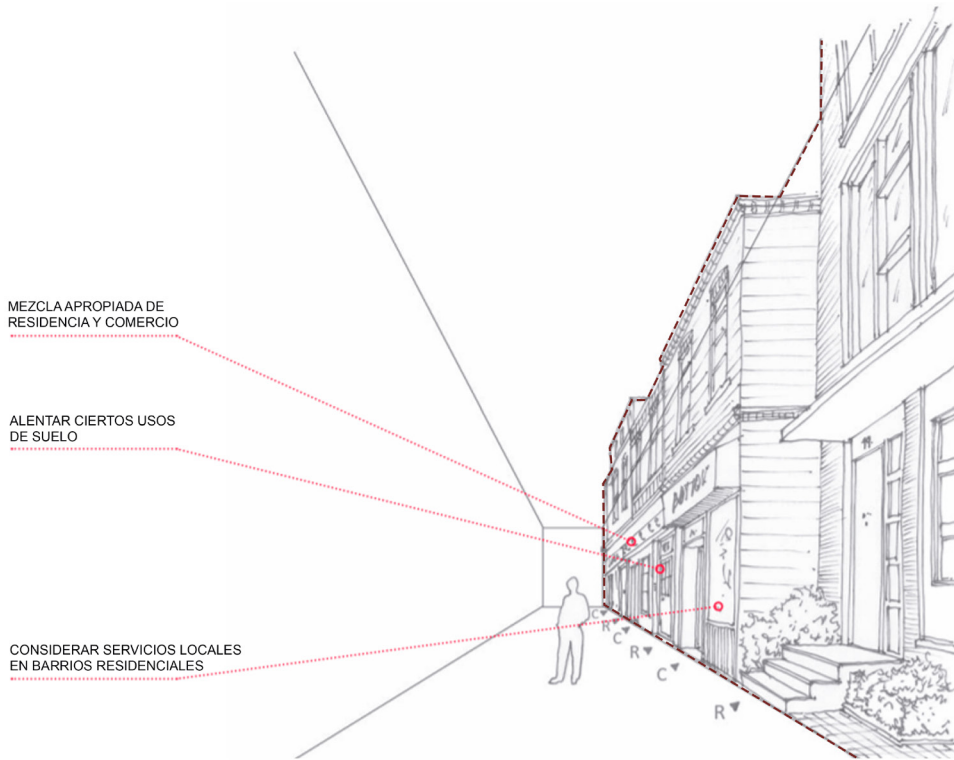 MEZCLA APROPIADA DE
RESIDENCIA Y COMERCIO
ALENTAR CIERTOS USOS
DE SUELO
CONSIDERAR SERVICIOS LOCALES
EN BARRIOS RESIDENCIALES
C
R
C
R
C
R